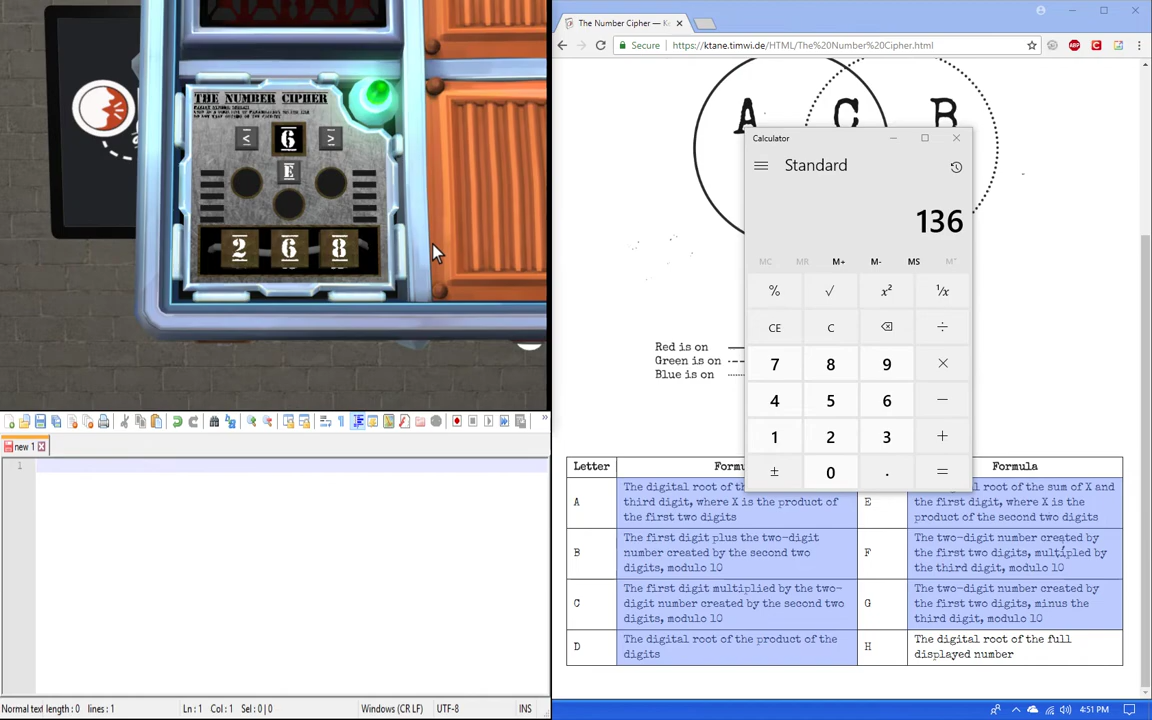 THE NUMBER CIPHER
< 6 >
E
2 6 8
The Number Cipher — Ke
Secure
https://ktane.timwi.de/HTML/The%20Number%20Cipher.html
A C B
Red is on
Green is on
Blue is on
Calculator
Standard
136
MC MR M+ M- MS M˅
% √ x² ¹/x
CE C ⌫ ÷
7 8 9 ×
4 5 6 −
1 2 3 +
± 0 . =
new 1
1
Letter Formu Formula
A
The digital root of the
third digit, where X is the product of
the first two digits
E
l root of the sum of X and
the first digit, where X is the
product of the second two digits
B
The first digit plus the two-digit
number created by the second two
digits, modulo 10
F
The two-digit number created by
the first two digits, multipled by
the third digit, modulo 10
C
The first digit multiplied by the two-
digit number created by the second two
digits, modulo 10
G
The two-digit number created by
the first two digits, minus the
third digit, modulo 10
D
The digital root of the product of the
digits
H
The digital root of the full
displayed number
Normal text length : 0 lines : 1 Ln : 1 Col : 1 Sel : 0 | 0 Windows (CR LF) UTF-8 INS
4:51 PM